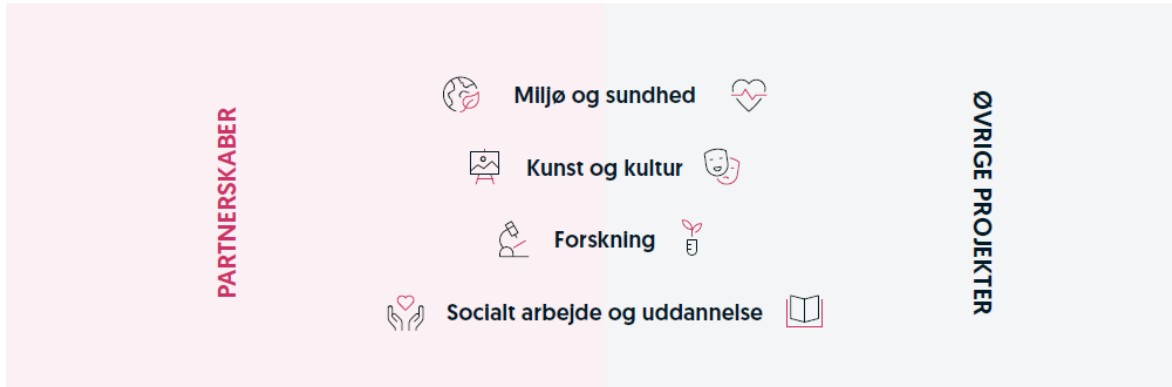 PARTNERSKABER
Miljø og sundhed
Kunst og kultur
Forskning
Socialt arbejde og uddannelse
ØVRIGE PROJEKTER